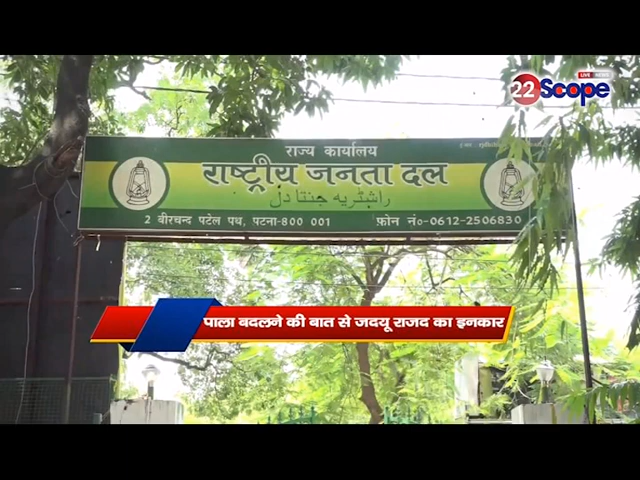 22Scope
LIVE NEWS
राज्य कार्यालय
राष्ट्रीय जनता दल
راشٹریہ جنتا دل
2 बीरचन्द पटेल पथ, पटना-800 001
फ़ोन नं०-0612-2506830
पाला बदलने की बात से जदयू राजद का इनकार